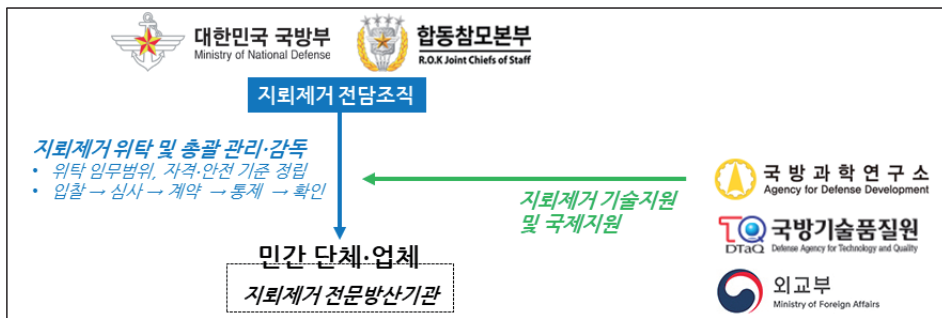 대한민국 국방부
Ministry of National Defense
합동참모본부
R.O.K Joint Chiefs of Staff
지뢰제거 전담조직
지뢰제거 위탁 및 총괄 관리·감독
• 위탁 임무범위, 자격·안전 기준 정립
• 입찰 → 심사 → 계약 → 통제 → 확인
지뢰제거 기술지원
및 국제지원
국방과학연구소
Agency for Defense Development
DTaQ
국방기술품질원
Defense Agency for Technology and Quality
외교부
Ministry of Foreign Affairs
민간 단체·업체
지뢰제거 전문방산기관